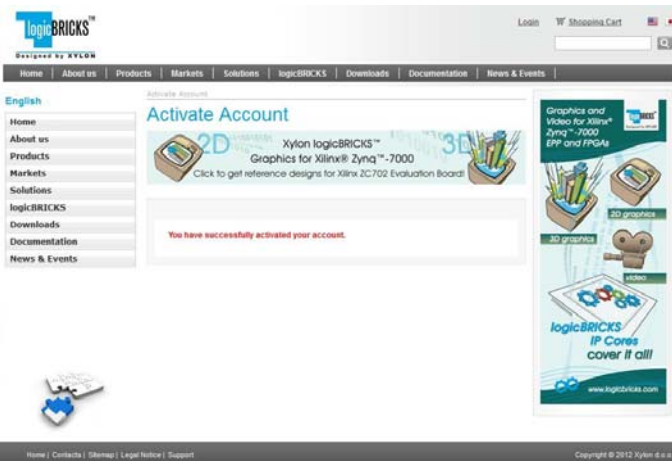 logicBRICKS™
Designed by XYLON
Login Shopping Cart
Home | About us | Products | Markets | Solutions | logicBRICKS | Downloads | Documentation | News & Events |
English
Home
About us
Products
Markets
Solutions
logicBRICKS
Downloads
Documentation
News & Events
Activate Account
Activate Account
2D
3D
Xylon logicBRICKS™
Graphics for Xilinx® Zynq™-7000
Click to get reference designs for Xilinx ZC702 Evaluation Board!
You have successfully activated your account.
Graphics and
Video for Xilinx®
Zynq™-7000
EPP and FPGAs
logicBRICKS
2D graphics
3D graphics
video
logicBRICKS
IP Cores
cover it all!
www.logicbricks.com
Home | Contacts | Sitemap | Legal Notice | Support
Copyright © 2012 Xylon d.o.o.